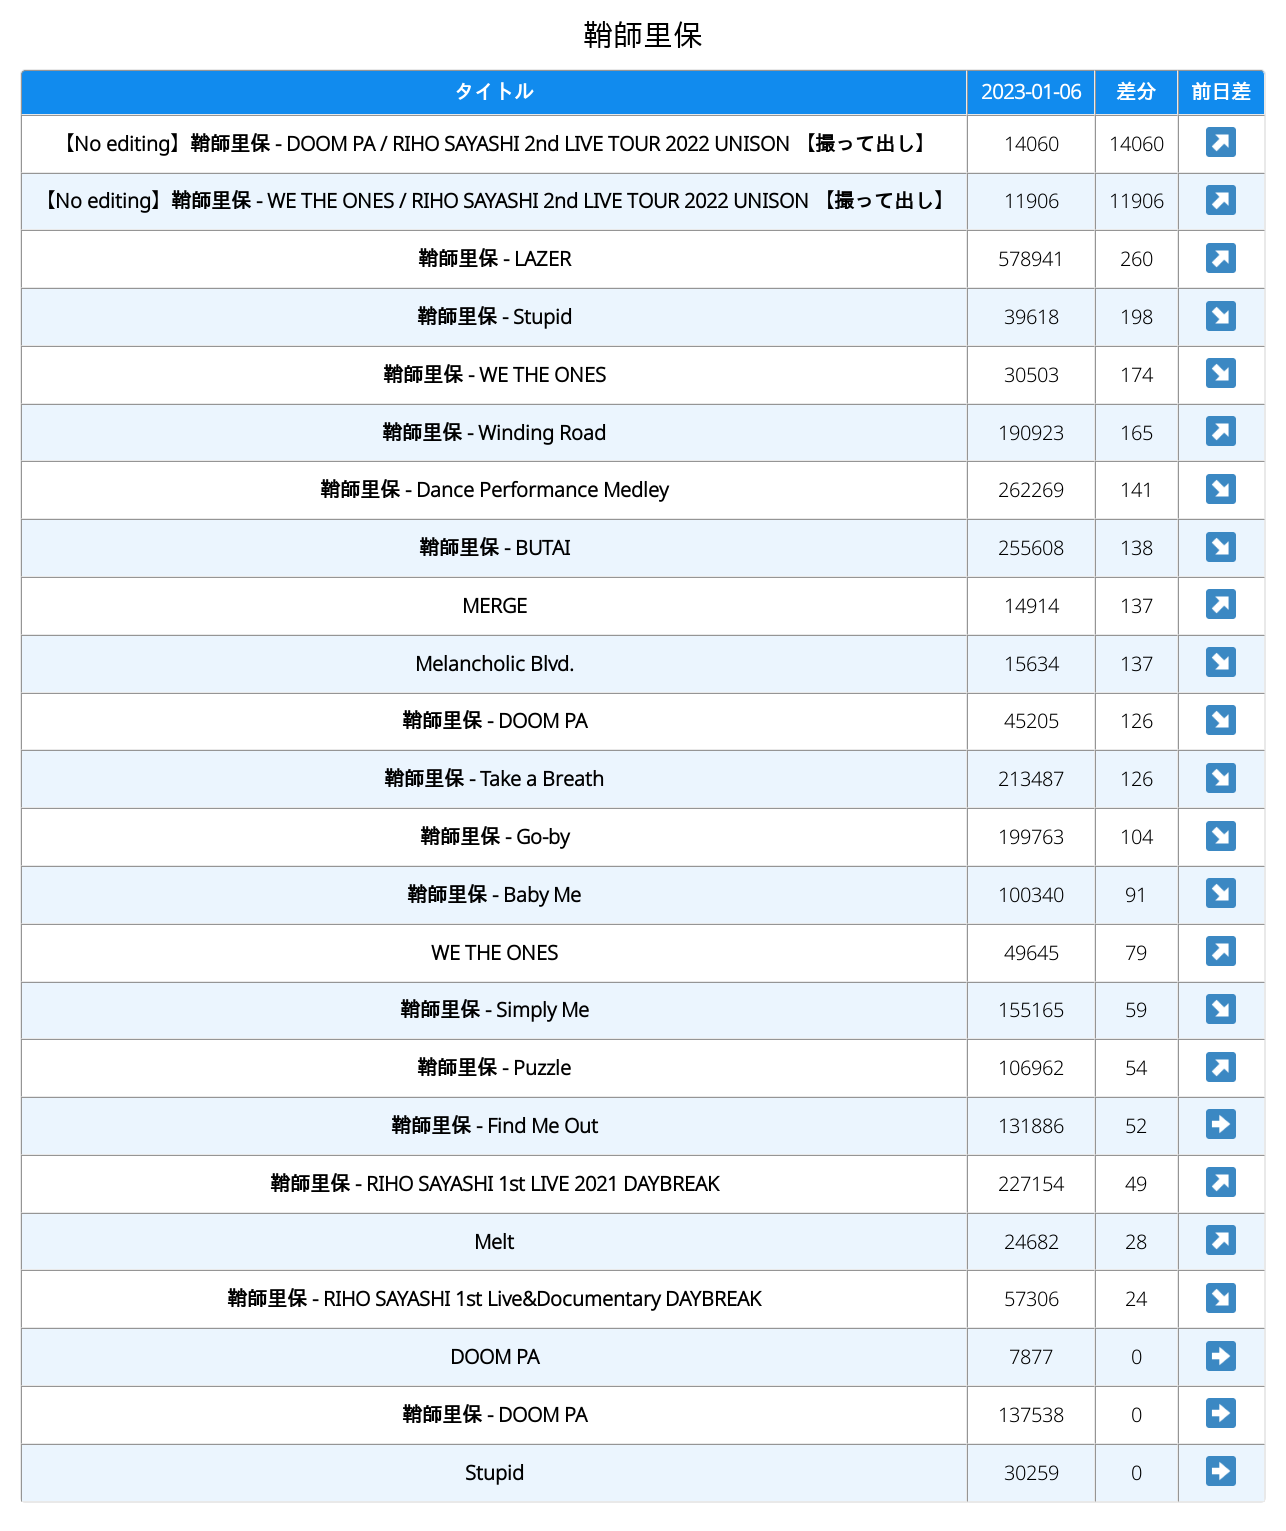 鞘師里保
タイトル 2023-01-06 差分 前日差
【No editing】鞘師里保 - DOOM PA / RIHO SAYASHI 2nd LIVE TOUR 2022 UNISON 【撮って出し】 14060 14060
【No editing】鞘師里保 - WE THE ONES / RIHO SAYASHI 2nd LIVE TOUR 2022 UNISON 【撮って出し】 11906 11906
鞘師里保 - LAZER 578941 260
鞘師里保 - Stupid 39618 198
鞘師里保 - WE THE ONES 30503 174
鞘師里保 - Winding Road 190923 165
鞘師里保 - Dance Performance Medley 262269 141
鞘師里保 - BUTAI 255608 138
MERGE 14914 137
Melancholic Blvd. 15634 137
鞘師里保 - DOOM PA 45205 126
鞘師里保 - Take a Breath 213487 126
鞘師里保 - Go-by 199763 104
鞘師里保 - Baby Me 100340 91
WE THE ONES 49645 79
鞘師里保 - Simply Me 155165 59
鞘師里保 - Puzzle 106962 54
鞘師里保 - Find Me Out 131886 52
鞘師里保 - RIHO SAYASHI 1st LIVE 2021 DAYBREAK 227154 49
Melt 24682 28
鞘師里保 - RIHO SAYASHI 1st Live&Documentary DAYBREAK 57306 24
DOOM PA 7877 0
鞘師里保 - DOOM PA 137538 0
Stupid 30259 0